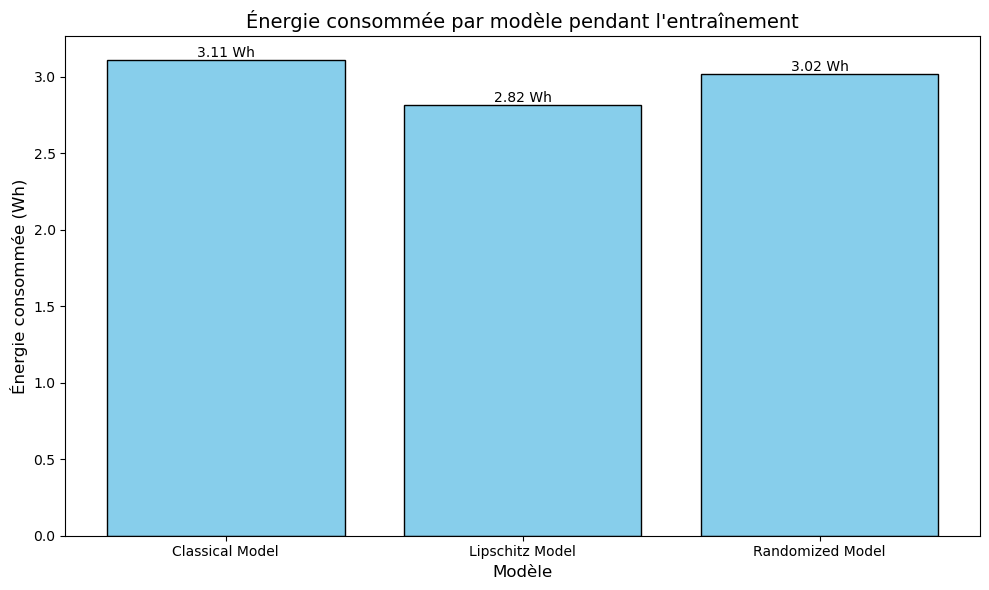 Énergie consommée par modèle pendant l'entraînement
3.11 Wh
2.82 Wh
3.02 Wh
Énergie consommée (Wh)
3.0
2.5
2.0
1.5
1.0
0.5
0.0
Classical Model
Lipschitz Model
Randomized Model
Modèle